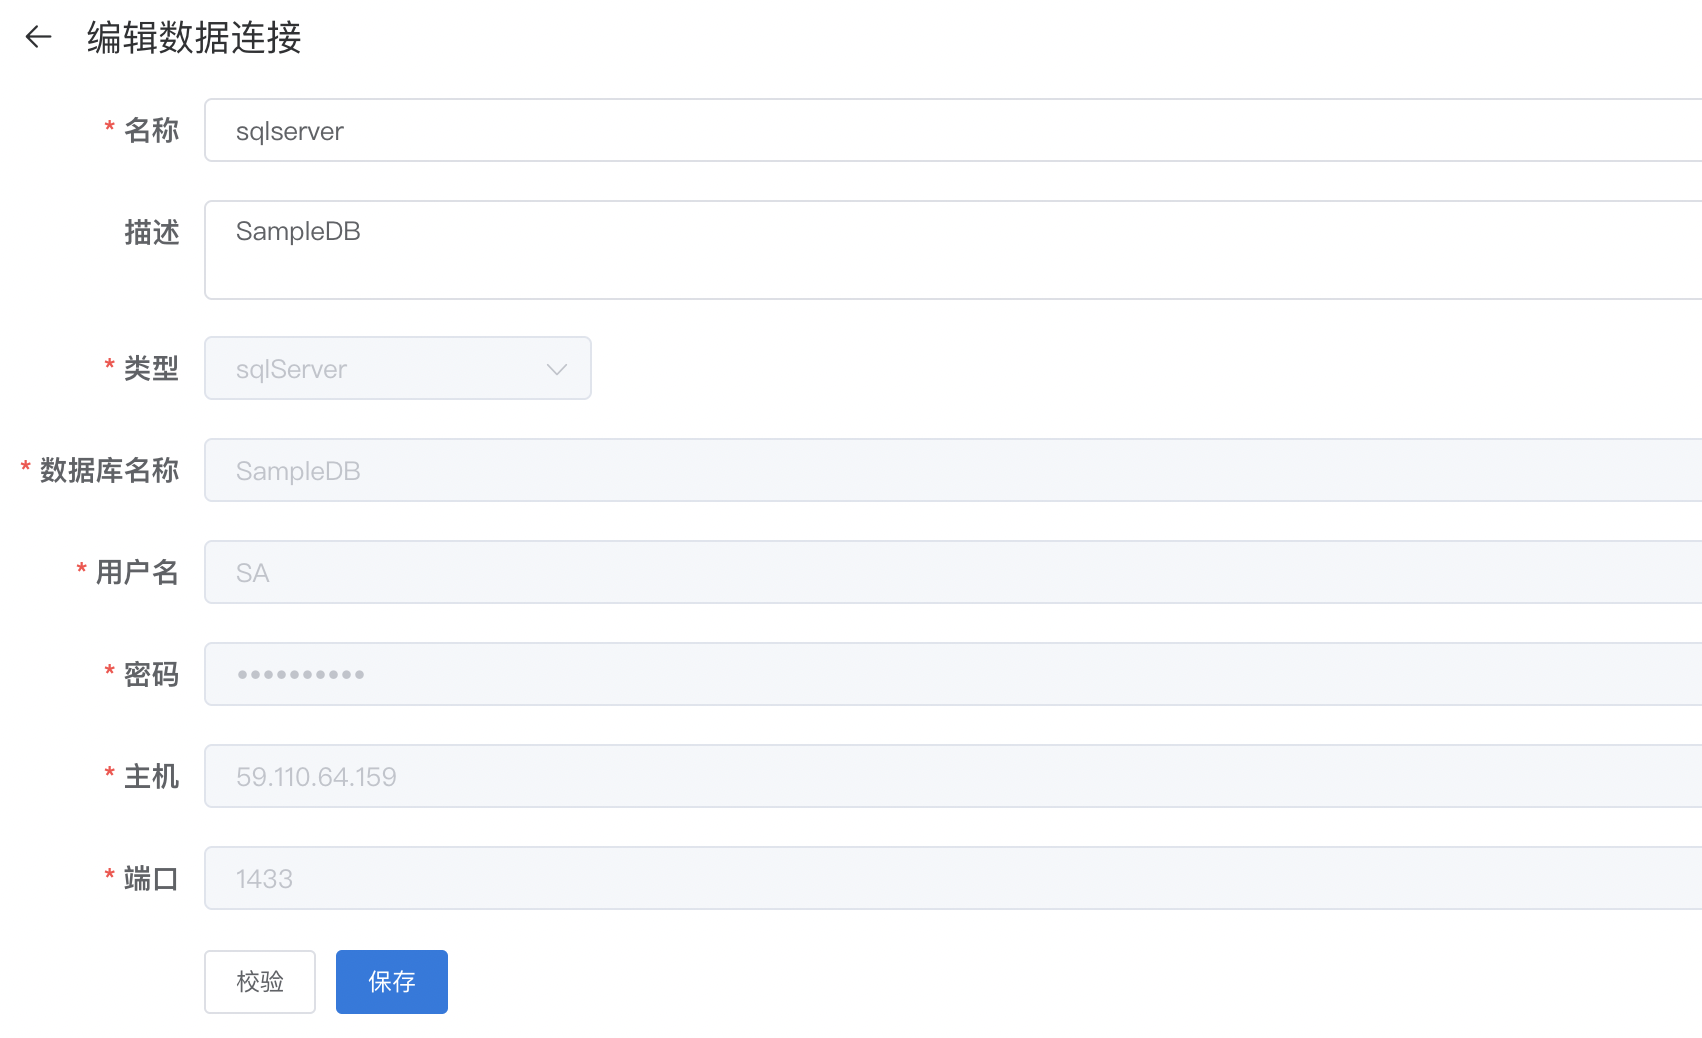 编辑数据连接
* 名称 sqlserver
描述 SampleDB
* 类型 sqlServer
* 数据库名称 SampleDB
* 用户名 SA
* 密码 ••••••••••
* 主机 59.110.64.159
* 端口 1433
校验 保存